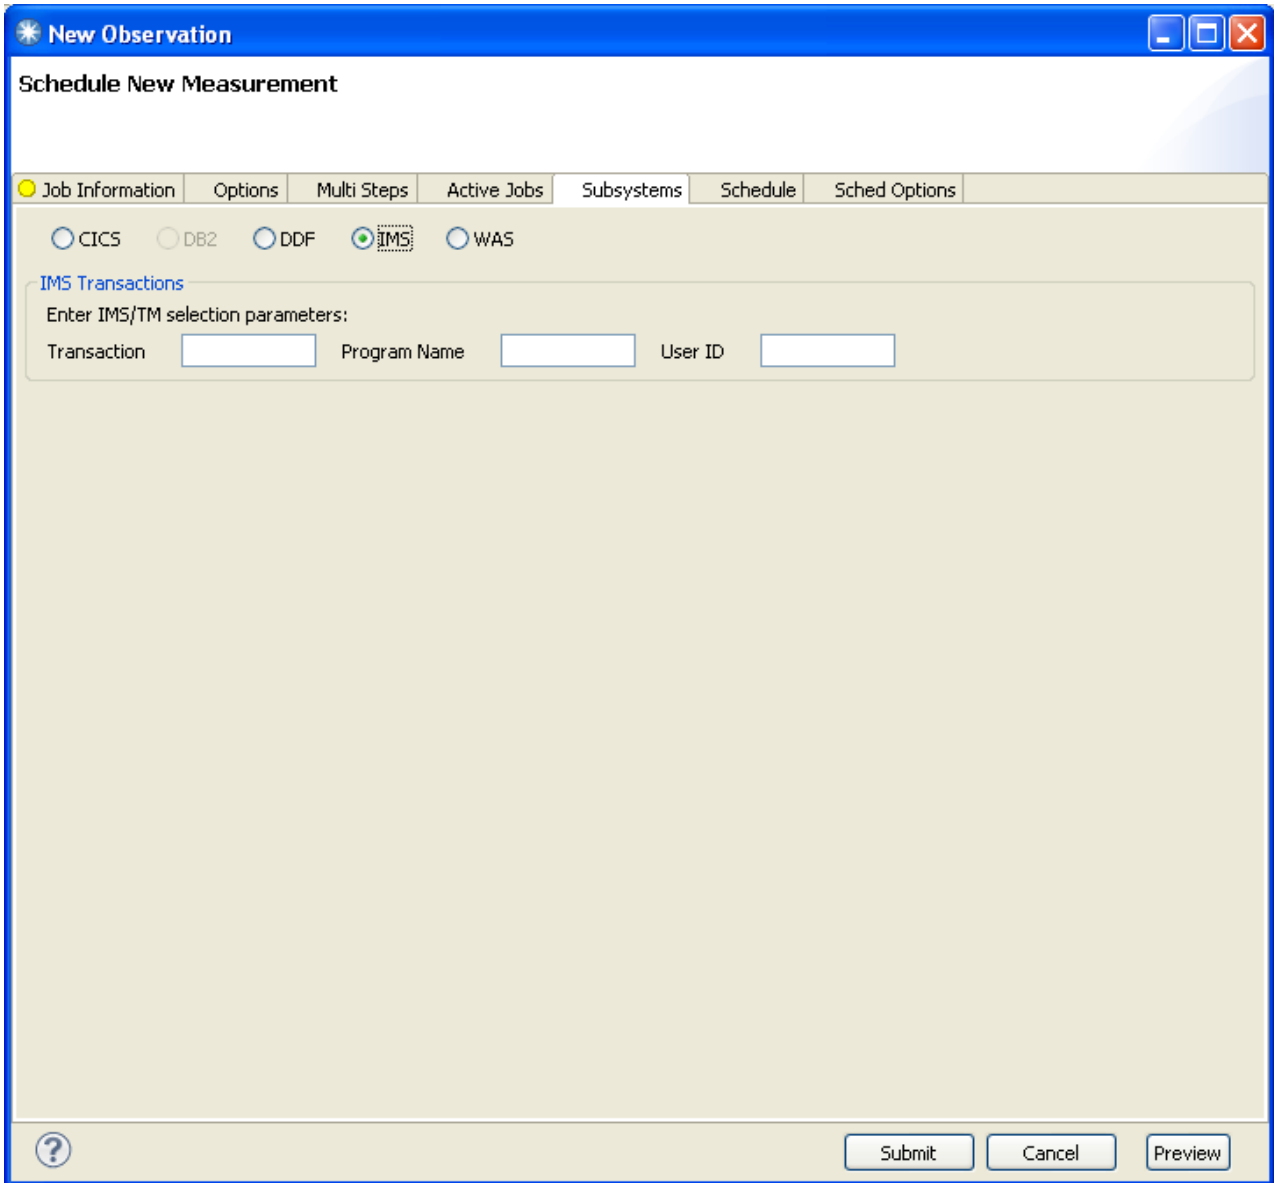 New Observation
Schedule New Measurement
Job Information Options Multi Steps Active Jobs Subsystems Schedule Sched Options
CICS DB2 DDF IMS WAS
IMS Transactions
Enter IMS/TM selection parameters:
Transaction Program Name User ID
? Submit Cancel Preview